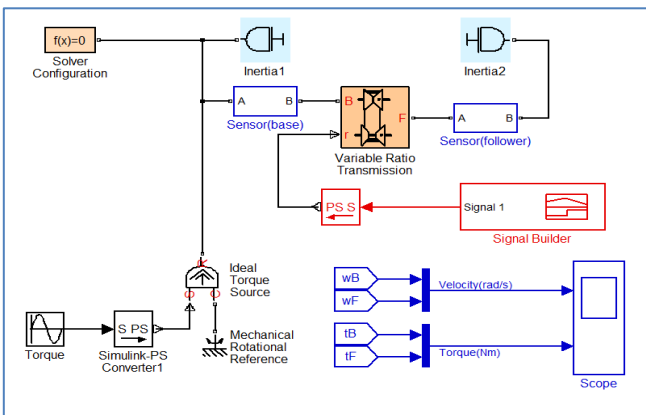 f(x)=0
Solver
Configuration
Inertia1
Inertia2
A
B
Sensor(base)
B
r
F
Variable Ratio
Transmission
A
B
Sensor(follower)
PS S
Signal 1
Signal Builder
R
S
C
Ideal
Torque
Source
Torque
S PS
Simulink-PS
Converter1
Mechanical
Rotational
Reference
wB
wF
Velocity(rad/s)
tB
tF
Torque(Nm)
Scope